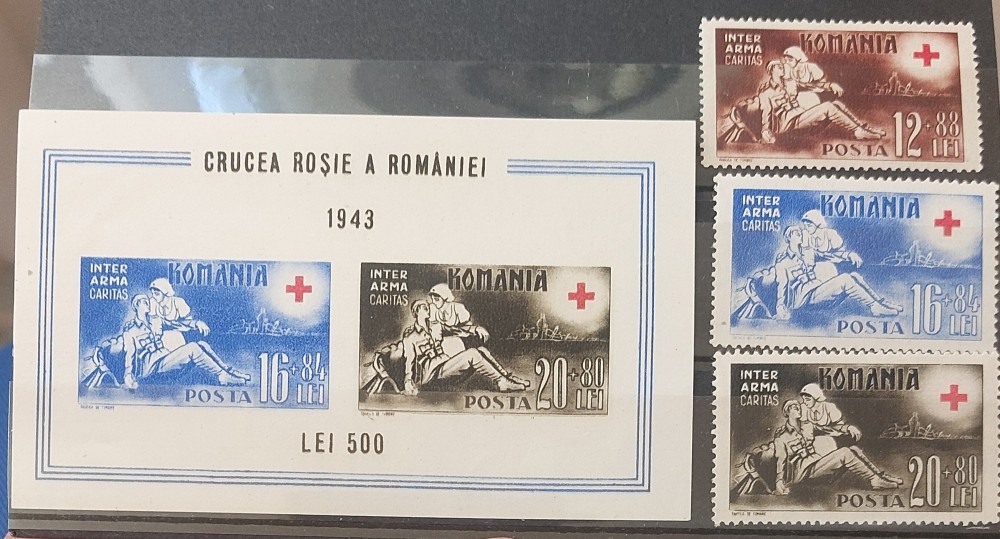 CRUCEA ROȘIE A ROMÂNIEI
1943
INTER
ARMA
CARITAS
ROMANIA
16+84
LEI
POSTA
INTER
ARMA
CARITAS
ROMANIA
20+80
LEI
POSTA
LEI 500
INTER
ARMA
CARITAS
ROMANIA
12+88
LEI
POSTA
INTER
ARMA
CARITAS
ROMANIA
16+84
LEI
POSTA
INTER
ARMA
CARITAS
ROMANIA
20+80
LEI
POSTA